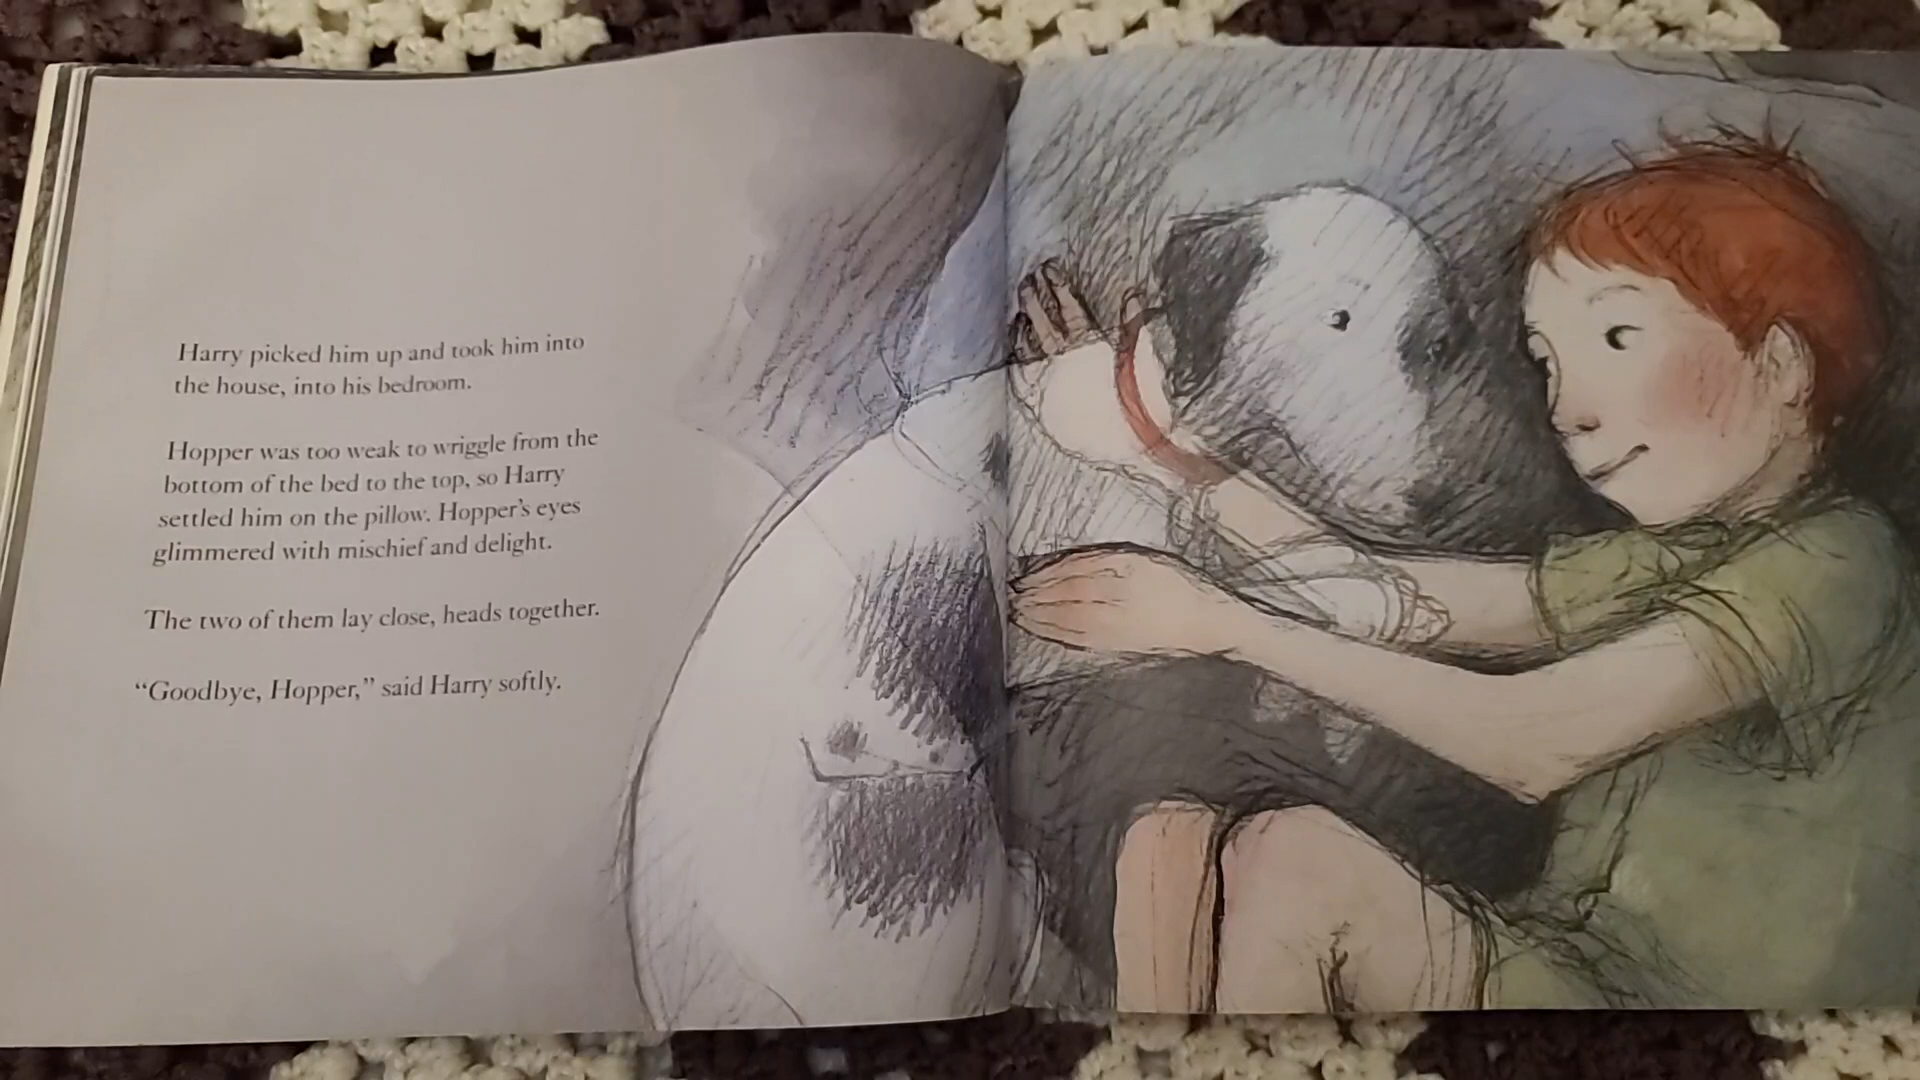 Harry picked him up and took him into
the house, into his bedroom.
Hopper was too weak to wriggle from the
bottom of the bed to the top, so Harry
settled him on the pillow. Hopper’s eyes
glimmered with mischief and delight.
The two of them lay close, heads together.
“Goodbye, Hopper,” said Harry softly.